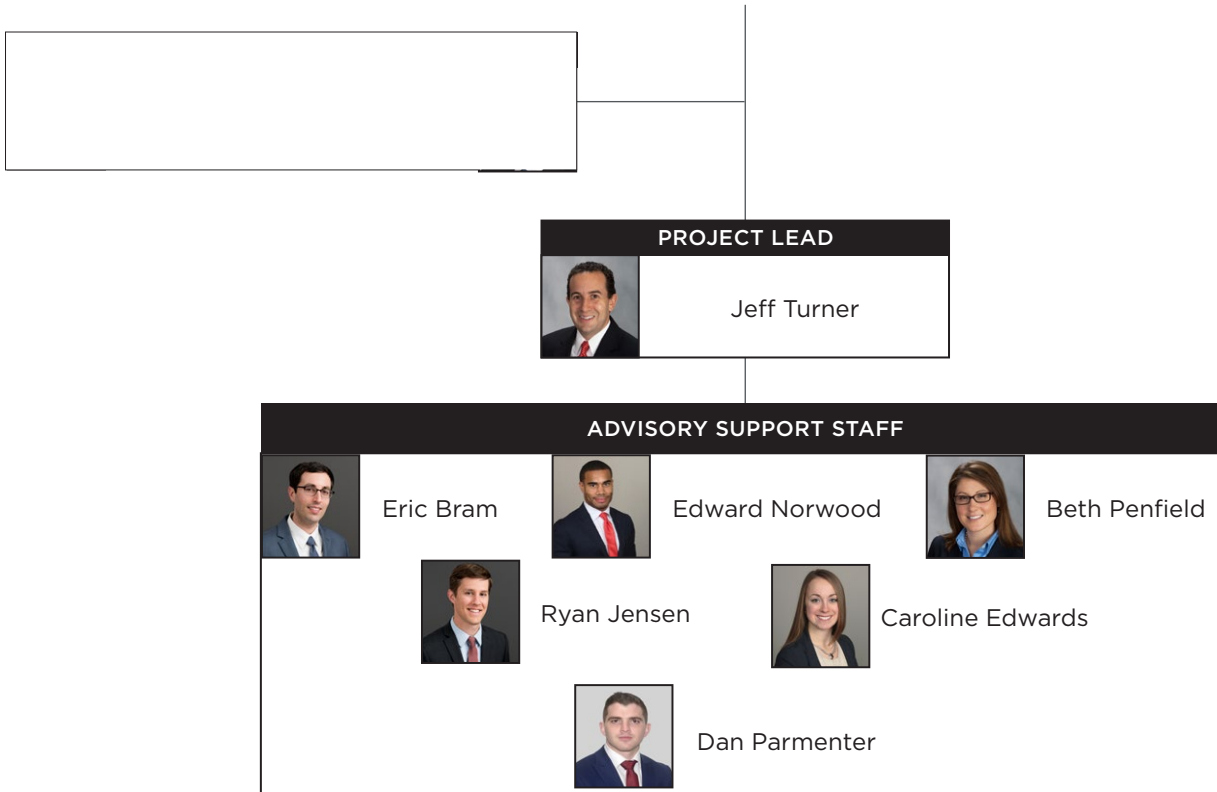 PROJECT LEAD
Jeff Turner
ADVISORY SUPPORT STAFF
Eric Bram
Edward Norwood
Beth Penfield
Ryan Jensen
Caroline Edwards
Dan Parmenter